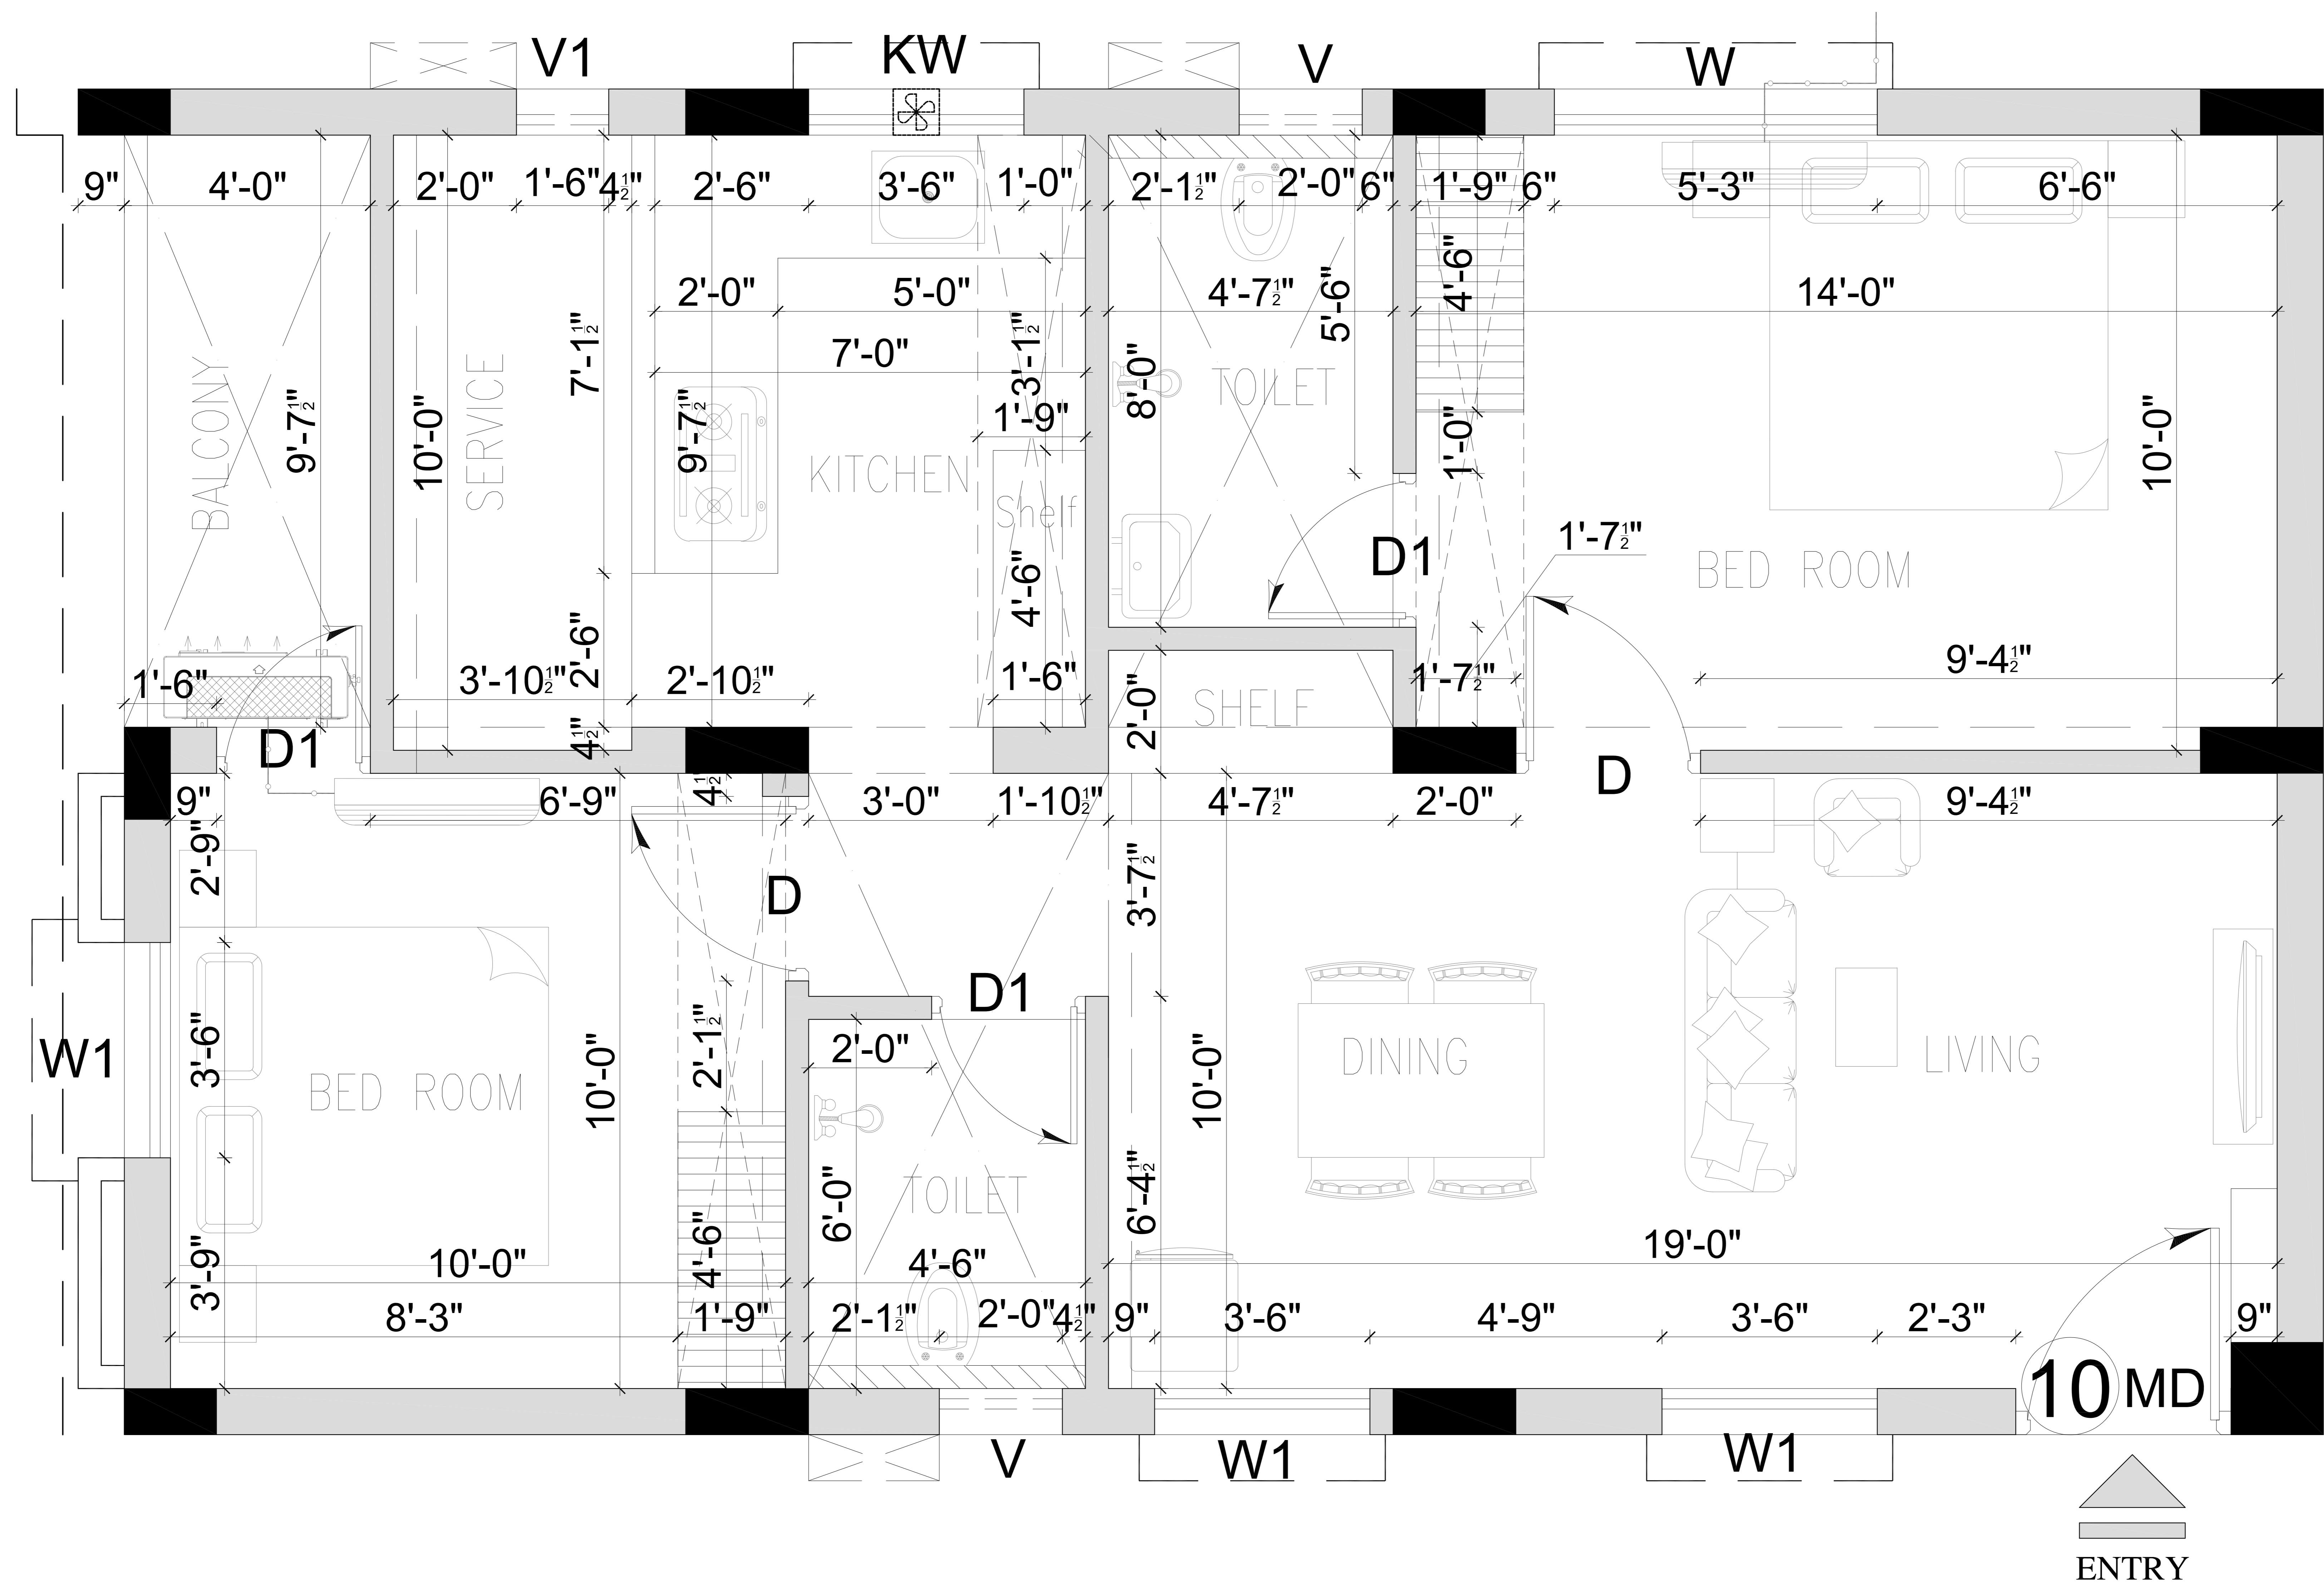 V1
KW
V
W
9"
4'-0"
2'-0"
1'-6"
4½"
2'-6"
3'-6"
1'-0"
2'-1½"
2'-0"
6"
1'-9"
6"
5'-3"
6'-6"
4'-6"
2'-0"
5'-0"
4'-7½"
5'-6"
14'-0"
7'-1½"
3'-1½"
7'-0"
8'-0"
TOILET
BALCONY
9'-7½"
10'-0"
SERVICE
9'-7½"
1'-9"
1'-0"
10'-0"
KITCHEN
Shelf
D1
1'-7½"
BED ROOM
4'-6"
2'-6"
1'-6"
3'-10½"
2'-10½"
1'-6"
1'-7½"
9'-4½"
SHELF
2'-0"
4½"
D1
D
9"
6'-9"
4½"
3'-0"
1'-10½"
4'-7½"
2'-0"
9'-4½"
2'-9"
3'-7½"
D
D1
W1
3'-6"
BED ROOM
10'-0"
2'-1½"
2'-0"
10'-0"
DINING
LIVING
6'-0"
TOILET
6'-4½"
3'-9"
10'-0"
4'-6"
4'-6"
19'-0"
8'-3"
1'-9"
2'-1½"
2'-0"
4½"
9"
3'-6"
4'-9"
3'-6"
2'-3"
9"
10
MD
V
W1
W1
ENTRY